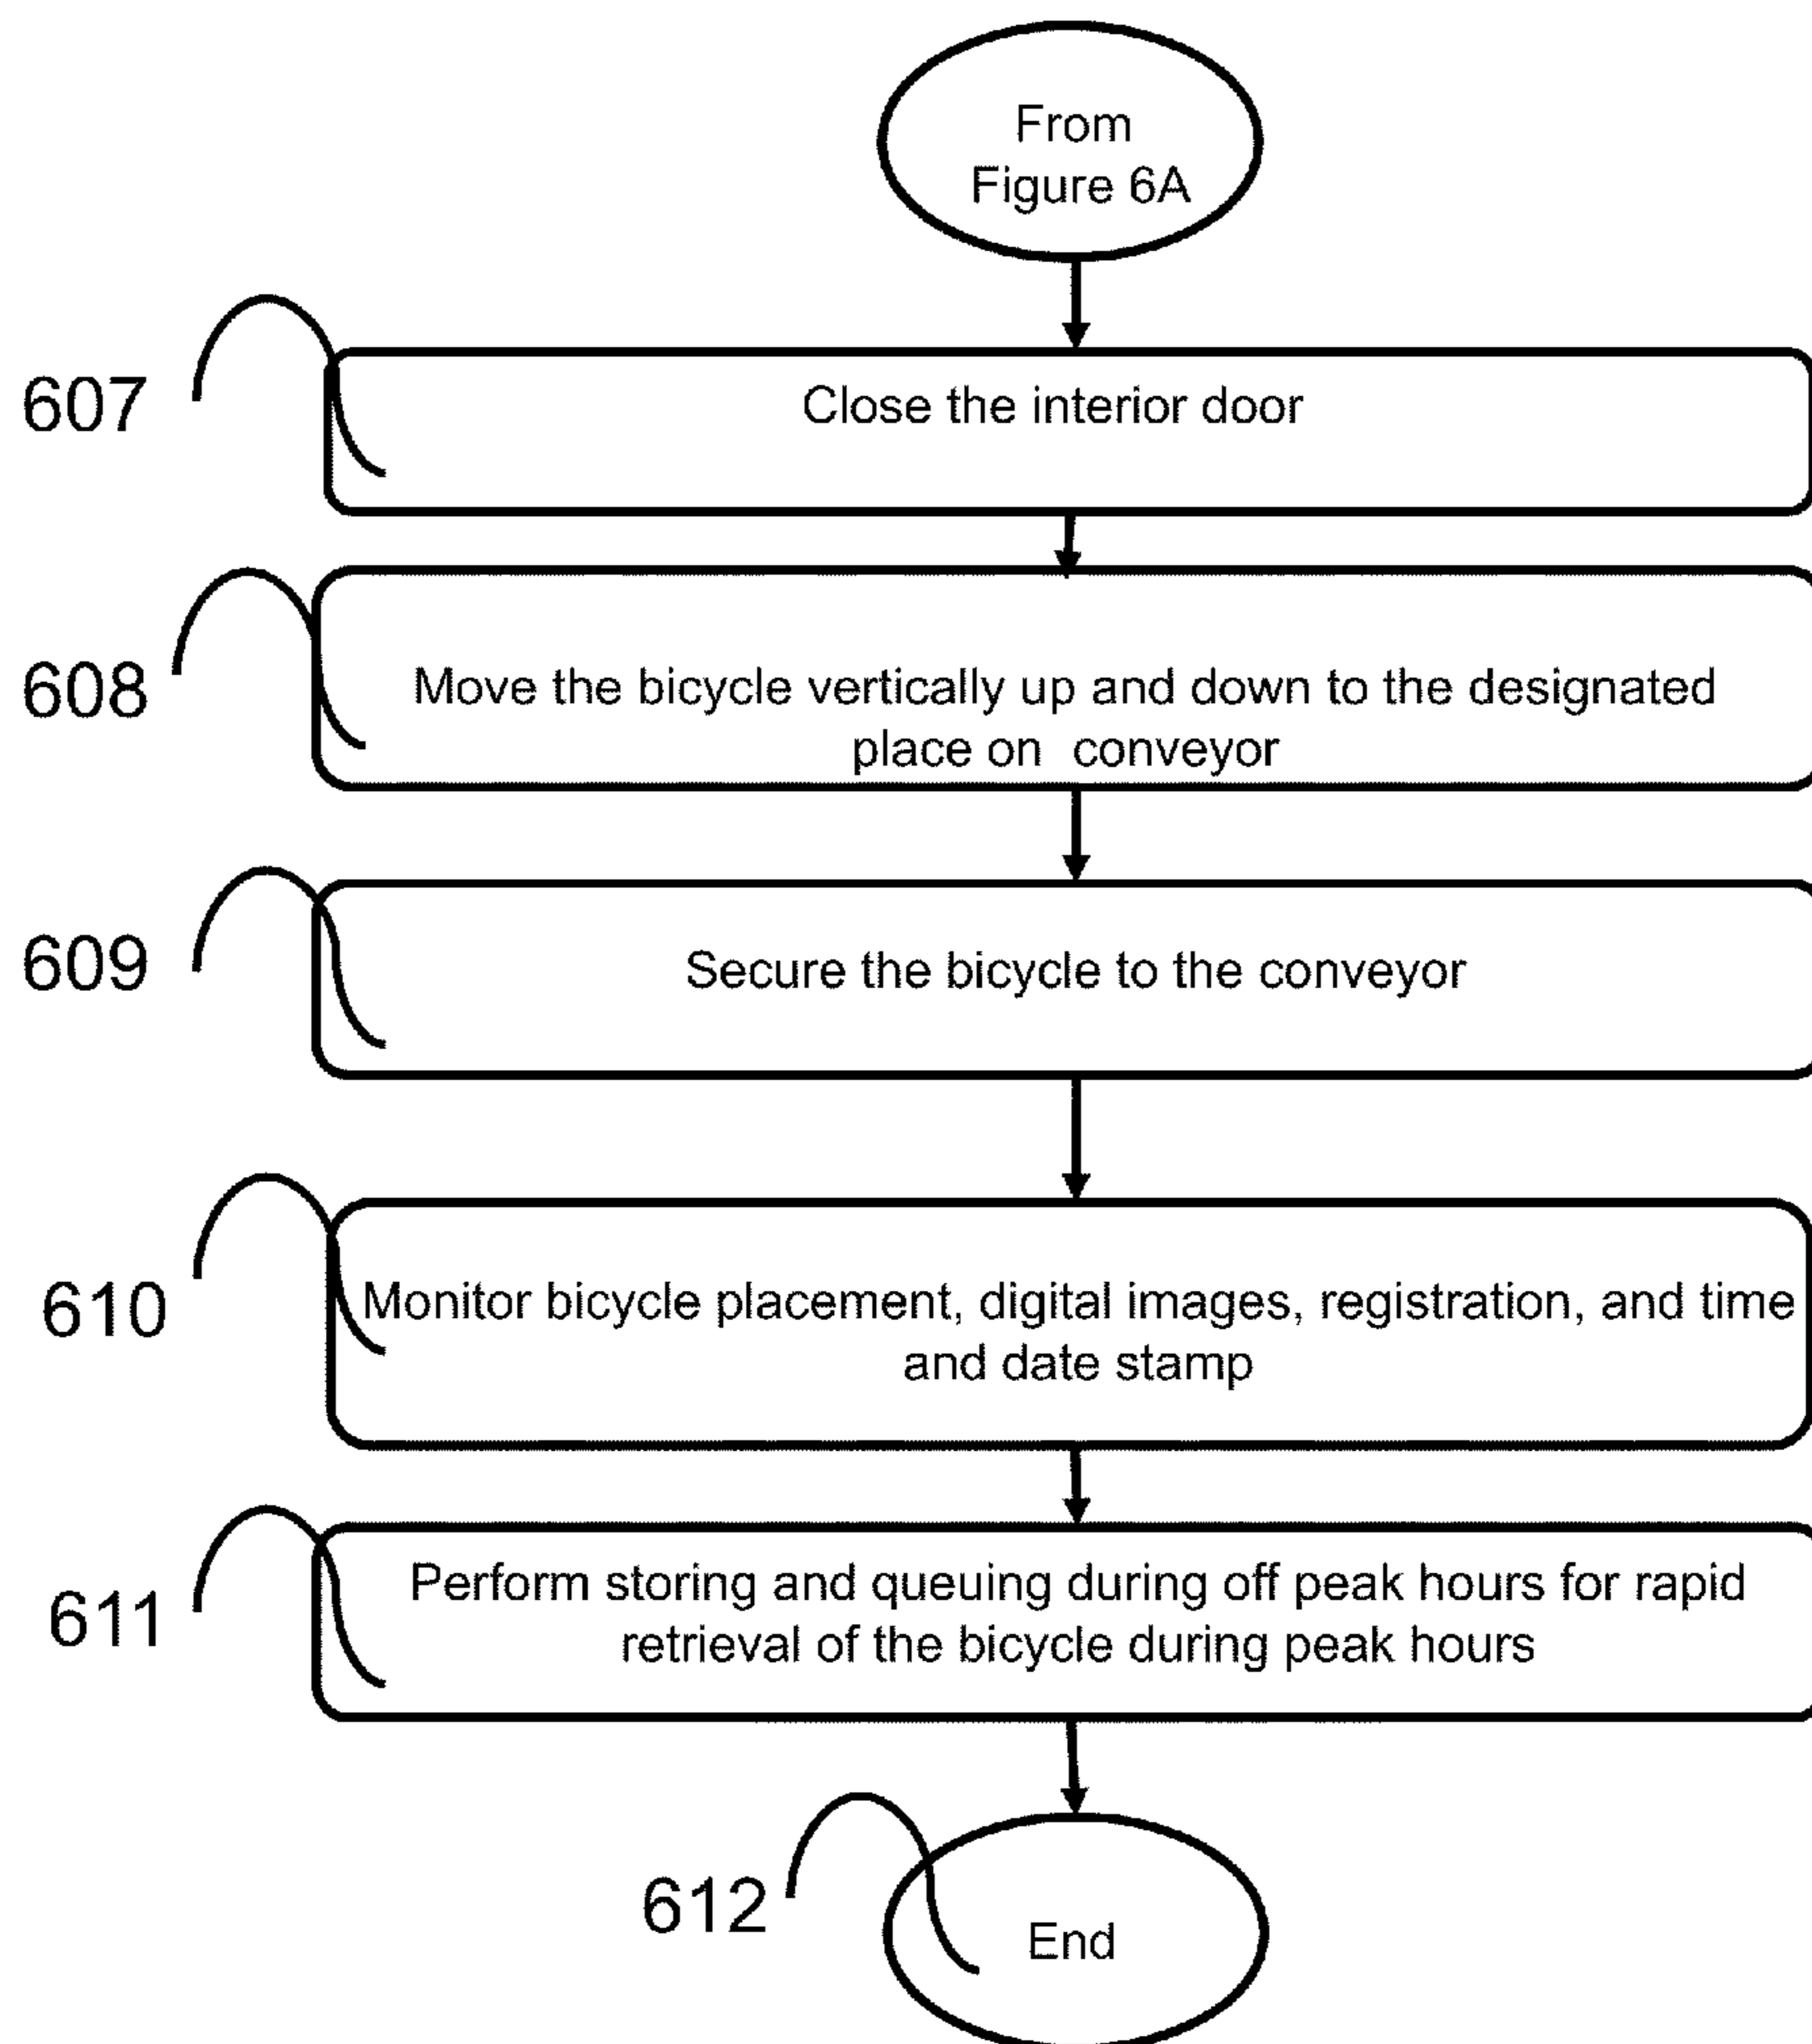 From
Figure 6A
607
Close the interior door
608
Move the bicycle vertically up and down to the designated
place on conveyor
609
Secure the bicycle to the conveyor
610
Monitor bicycle placement, digital images, registration, and time
and date stamp
611
Perform storing and queuing during off peak hours for rapid
retrieval of the bicycle during peak hours
612
End